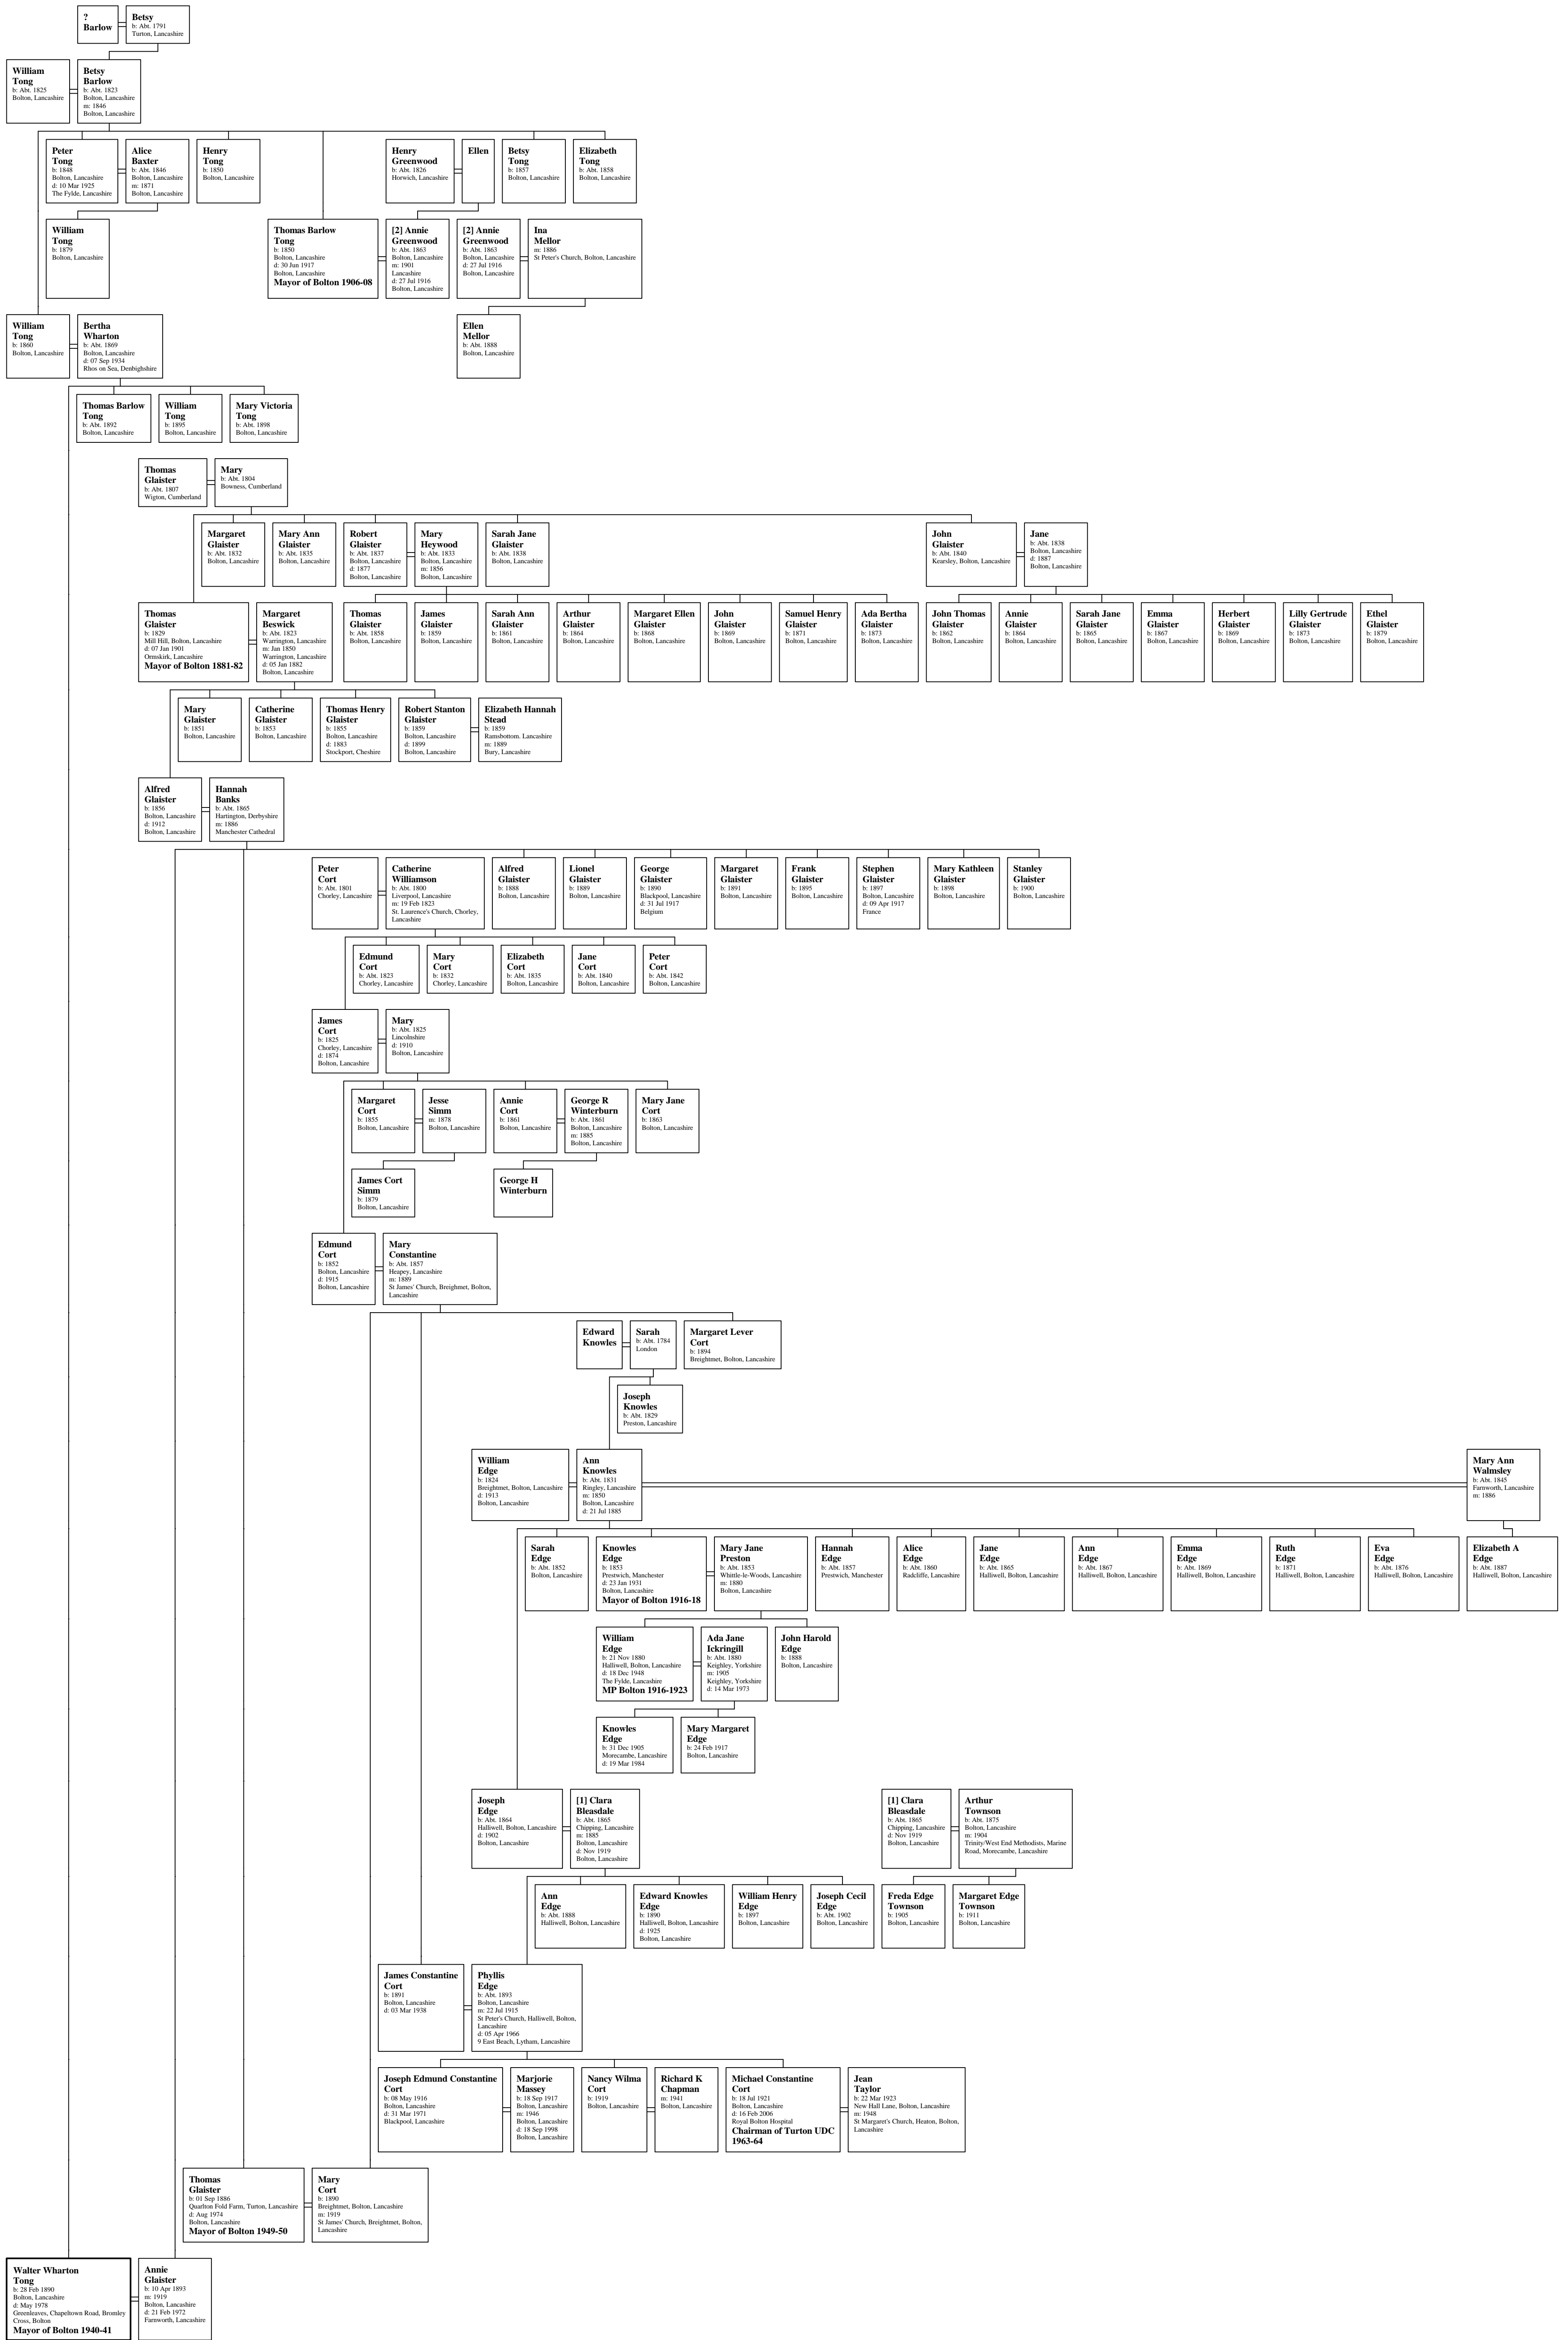 ?
Barlow
Betsy
b: Abt. 1791
Turton, Lancashire
William
Tong
b: Abt. 1825
Bolton, Lancashire
Betsy
Barlow
b: Abt. 1823
Bolton, Lancashire
m: 1846
Bolton, Lancashire
Peter
Tong
b: 1848
Bolton, Lancashire
d: 10 Mar 1925
The Fylde, Lancashire
Alice
Baxter
b: Abt. 1846
Bolton, Lancashire
m: 1871
Bolton, Lancashire
Henry
Tong
b: 1850
Bolton, Lancashire
Henry
Greenwood
b: Abt. 1826
Horwich, Lancashire
Ellen
Betsy
Tong
b: 1857
Bolton, Lancashire
Elizabeth
Tong
b: Abt. 1858
Bolton, Lancashire
William
Tong
b: 1879
Bolton, Lancashire
Thomas Barlow
Tong
b: 1850
Bolton, Lancashire
d: 30 Jun 1917
Bolton, Lancashire
Mayor of Bolton 1906-08
[2] Annie
Greenwood
b: Abt. 1863
Bolton, Lancashire
m: 1901
Lancashire
d: 27 Jul 1916
Bolton, Lancashire
[2] Annie
Greenwood
b: Abt. 1863
Bolton, Lancashire
d: 27 Jul 1916
Bolton, Lancashire
Ina
Mellor
m: 1886
St Peter's Church, Bolton, Lancashire
William
Tong
b: 1860
Bolton, Lancashire
Bertha
Wharton
b: Abt. 1869
Bolton, Lancashire
d: 07 Sep 1934
Rhos on Sea, Denbighshire
Ellen
Mellor
b: Abt. 1888
Bolton, Lancashire
Thomas Barlow
Tong
b: Abt. 1892
Bolton, Lancashire
William
Tong
b: 1895
Bolton, Lancashire
Mary Victoria
Tong
b: Abt. 1898
Bolton, Lancashire
Thomas
Glaister
b: Abt. 1807
Wigton, Cumberland
Mary
b: Abt. 1804
Bowness, Cumberland
Margaret
Glaister
b: Abt. 1832
Bolton, Lancashire
Mary Ann
Glaister
b: Abt. 1835
Bolton, Lancashire
Robert
Glaister
b: Abt. 1837
Bolton, Lancashire
d: 1877
Bolton, Lancashire
Mary
Heywood
b: Abt. 1833
Bolton, Lancashire
m: 1856
Bolton, Lancashire
Sarah Jane
Glaister
b: Abt. 1838
Bolton, Lancashire
John
Glaister
b: Abt. 1840
Kearsley, Bolton, Lancashire
Jane
b: Abt. 1838
Bolton, Lancashire
d: 1887
Bolton, Lancashire
Thomas
Glaister
b: 1829
Mill Hill, Bolton, Lancashire
d: 07 Jan 1901
Ormskirk, Lancashire
Mayor of Bolton 1881-82
Margaret
Beswick
b: Abt. 1823
Warrington, Lancashire
m: Jan 1850
Warrington, Lancashire
d: 05 Jan 1882
Bolton, Lancashire
Thomas
Glaister
b: Abt. 1858
Bolton, Lancashire
James
Glaister
b: 1859
Bolton, Lancashire
Sarah Ann
Glaister
b: 1861
Bolton, Lancashire
Arthur
Glaister
b: 1864
Bolton, Lancashire
Margaret Ellen
Glaister
b: 1868
Bolton, Lancashire
John
Glaister
b: 1869
Bolton, Lancashire
Samuel Henry
Glaister
b: 1871
Bolton, Lancashire
Ada Bertha
Glaister
b: 1873
Bolton, Lancashire
John Thomas
Glaister
b: 1862
Bolton, Lancashire
Annie
Glaister
b: 1864
Bolton, Lancashire
Sarah Jane
Glaister
b: 1865
Bolton, Lancashire
Emma
Glaister
b: 1867
Bolton, Lancashire
Herbert
Glaister
b: 1869
Bolton, Lancashire
Lilly Gertrude
Glaister
b: 1873
Bolton, Lancashire
Ethel
Glaister
b: 1879
Bolton, Lancashire
Mary
Glaister
b: 1851
Bolton, Lancashire
Catherine
Glaister
b: 1853
Bolton, Lancashire
Thomas Henry
Glaister
b: 1855
Bolton, Lancashire
d: 1883
Stockport, Cheshire
Robert Stanton
Glaister
b: 1859
Bolton, Lancashire
d: 1899
Bolton, Lancashire
Elizabeth Hannah
Stead
b: 1859
Ramsbottom. Lancashire
m: 1889
Bury, Lancashire
Alfred
Glaister
b: 1856
Bolton, Lancashire
d: 1912
Bolton, Lancashire
Hannah
Banks
b: Abt. 1865
Hartington, Derbyshire
m: 1886
Manchester Cathedral
Peter
Cort
b: Abt. 1801
Chorley, Lancashire
Catherine
Williamson
b: Abt. 1800
Liverpool, Lancashire
m: 19 Feb 1823
St. Laurence's Church, Chorley,
Lancashire
Alfred
Glaister
b: 1888
Bolton, Lancashire
Lionel
Glaister
b: 1889
Bolton, Lancashire
George
Glaister
b: 1890
Blackpool, Lancashire
d: 31 Jul 1917
Belgium
Margaret
Glaister
b: 1891
Bolton, Lancashire
Frank
Glaister
b: 1895
Bolton, Lancashire
Stephen
Glaister
b: 1897
Bolton, Lancashire
d: 09 Apr 1917
France
Mary Kathleen
Glaister
b: 1898
Bolton, Lancashire
Stanley
Glaister
b: 1900
Bolton, Lancashire
Edmund
Cort
b: Abt. 1823
Chorley, Lancashire
Mary
Cort
b: 1832
Chorley, Lancashire
Elizabeth
Cort
b: Abt. 1835
Bolton, Lancashire
Jane
Cort
b: Abt. 1840
Bolton, Lancashire
Peter
Cort
b: Abt. 1842
Bolton, Lancashire
James
Cort
b: 1825
Chorley, Lancashire
d: 1874
Bolton, Lancashire
Mary
b: Abt. 1825
Lincolnshire
d: 1910
Bolton, Lancashire
Margaret
Cort
b: 1855
Bolton, Lancashire
Jesse
Simm
m: 1878
Bolton, Lancashire
Annie
Cort
b: 1861
Bolton, Lancashire
George R
Winterburn
b: Abt. 1861
Bolton, Lancashire
m: 1885
Bolton, Lancashire
Mary Jane
Cort
b: 1863
Bolton, Lancashire
James Cort
Simm
b: 1879
Bolton, Lancashire
George H
Winterburn
Edmund
Cort
b: 1852
Bolton, Lancashire
d: 1915
Bolton, Lancashire
Mary
Constantine
b: Abt. 1857
Heapey, Lancashire
m: 1889
St James' Church, Breighmet, Bolton,
Lancashire
Edward
Knowles
Sarah
b: Abt. 1784
London
Margaret Lever
Cort
b: 1894
Breightmet, Bolton, Lancashire
Joseph
Knowles
b: Abt. 1829
Preston, Lancashire
William
Edge
b: 1824
Breightmet, Bolton, Lancashire
d: 1913
Bolton, Lancashire
Ann
Knowles
b: Abt. 1831
Ringley, Lancashire
m: 1850
Bolton, Lancashire
d: 21 Jul 1885
Mary Ann
Walmsley
b: Abt. 1845
Farnworth, Lancashire
m: 1886
Sarah
Edge
b: Abt. 1852
Bolton, Lancashire
Knowles
Edge
b: 1853
Prestwich, Manchester
d: 23 Jan 1931
Bolton, Lancashire
Mayor of Bolton 1916-18
Mary Jane
Preston
b: Abt. 1853
Whittle-le-Woods, Lancashire
m: 1880
Bolton, Lancashire
Hannah
Edge
b: Abt. 1857
Prestwich, Manchester
Alice
Edge
b: Abt. 1860
Radcliffe, Lancashire
Jane
Edge
b: Abt. 1865
Halliwell, Bolton, Lancashire
Ann
Edge
b: Abt. 1867
Halliwell, Bolton, Lancashire
Emma
Edge
b: Abt. 1869
Halliwell, Bolton, Lancashire
Ruth
Edge
b: 1871
Halliwell, Bolton, Lancashire
Eva
Edge
b: Abt. 1876
Halliwell, Bolton, Lancashire
Elizabeth A
Edge
b: Abt. 1887
Halliwell, Bolton, Lancashire
William
Edge
b: 21 Nov 1880
Halliwell, Bolton, Lancashire
d: 18 Dec 1948
The Fylde, Lancashire
MP Bolton 1916-1923
Ada Jane
Ickringill
b: Abt. 1880
Keighley, Yorkshire
m: 1905
Keighley, Yorkshire
d: 14 Mar 1973
John Harold
Edge
b: 1888
Bolton, Lancashire
Knowles
Edge
b: 31 Dec 1905
Morecambe, Lancashire
d: 19 Mar 1984
Mary Margaret
Edge
b: 24 Feb 1917
Bolton, Lancashire
Joseph
Edge
b: Abt. 1864
Halliwell, Bolton, Lancashire
d: 1902
Bolton, Lancashire
[1] Clara
Bleasdale
b: Abt. 1865
Chipping, Lancashire
m: 1885
Bolton, Lancashire
d: Nov 1919
Bolton, Lancashire
[1] Clara
Bleasdale
b: Abt. 1865
Chipping, Lancashire
d: Nov 1919
Bolton, Lancashire
Arthur
Townson
b: Abt. 1875
Bolton, Lancashire
m: 1904
Trinity/West End Methodists, Marine
Road, Morecambe, Lancashire
Ann
Edge
b: Abt. 1888
Halliwell, Bolton, Lancashire
Edward Knowles
Edge
b: 1890
Halliwell, Bolton, Lancashire
d: 1925
Bolton, Lancashire
William Henry
Edge
b: 1897
Bolton, Lancashire
Joseph Cecil
Edge
b: Abt. 1902
Bolton, Lancashire
Freda Edge
Townson
b: 1905
Bolton, Lancashire
Margaret Edge
Townson
b: 1911
Bolton, Lancashire
James Constantine
Cort
b: 1891
Bolton, Lancashire
d: 03 Mar 1938
Phyllis
Edge
b: Abt. 1893
Bolton, Lancashire
m: 22 Jul 1915
St Peter's Church, Halliwell, Bolton,
Lancashire
d: 05 Apr 1966
9 East Beach, Lytham, Lancashire
Joseph Edmund Constantine
Cort
b: 08 May 1916
Bolton, Lancashire
d: 31 Mar 1971
Blackpool, Lancashire
Marjorie
Massey
b: 18 Sep 1917
Bolton, Lancashire
m: 1946
Bolton, Lancashire
d: 18 Sep 1998
Bolton, Lancashire
Nancy Wilma
Cort
b: 1919
Bolton, Lancashire
Richard K
Chapman
m: 1941
Bolton, Lancashire
Michael Constantine
Cort
b: 18 Jul 1921
Bolton, Lancashire
d: 16 Feb 2006
Royal Bolton Hospital
Chairman of Turton UDC
1963-64
Jean
Taylor
b: 22 Mar 1923
New Hall Lane, Bolton, Lancashire
m: 1948
St Margaret's Church, Heaton, Bolton,
Lancashire
Thomas
Glaister
b: 01 Sep 1886
Quarlton Fold Farm, Turton, Lancashire
d: Aug 1974
Bolton, Lancashire
Mayor of Bolton 1949-50
Mary
Cort
b: 1890
Breightmet, Bolton, Lancashire
m: 1919
St James' Church, Breightmet, Bolton,
Lancashire
Walter Wharton
Tong
b: 28 Feb 1890
Bolton, Lancashire
d: May 1978
Greenleaves, Chapeltown Road, Bromley
Cross, Bolton
Mayor of Bolton 1940-41
Annie
Glaister
b: 10 Apr 1893
m: 1919
Bolton, Lancashire
d: 21 Feb 1972
Farnworth, Lancashire